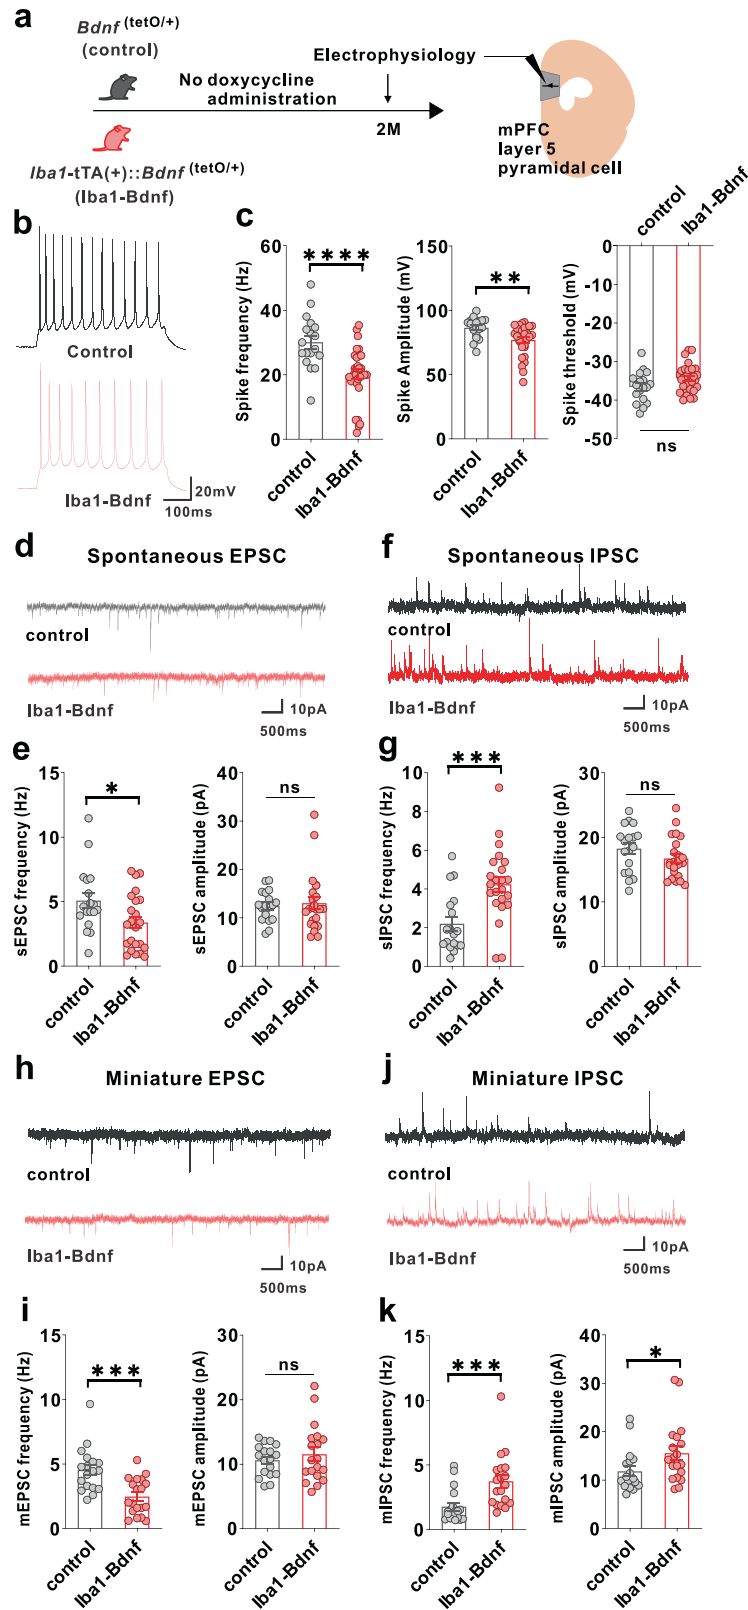 a
Bdnf (tetO/+)
(control)
No doxycycline
administration
Electrophysiology
2M
mPFC
layer 5
pyramidal cell
Iba1-tTA(+)::Bdnf (tetO/+)
(Iba1-Bdnf)
b
Control
Iba1-Bdnf
20mV
100ms
c
Spike frequency (Hz)
60
40
20
0
****
control
Iba1-Bdnf
Spike Amplitude (mV)
150
100
50
0
**
control
Iba1-Bdnf
control
Iba1-Bdnf
Spike threshold (mV)
0
-10
-20
-30
-40
-50
ns
d
Spontaneous EPSC
control
Iba1-Bdnf
10pA
500ms
f
Spontaneous IPSC
control
Iba1-Bdnf
10pA
500ms
e
sEPSC frequency (Hz)
15
10
5
0
*
control
Iba1-Bdnf
sEPSC amplitude (pA)
40
30
20
10
0
ns
control
Iba1-Bdnf
g
sIPSC frequency (Hz)
10
8
6
4
2
0
***
control
Iba1-Bdnf
sIPSC amplitude (pA)
30
20
10
0
ns
control
Iba1-Bdnf
h
Miniature EPSC
control
Iba1-Bdnf
10pA
500ms
j
Miniature IPSC
control
Iba1-Bdnf
10pA
500ms
i
mEPSC frequency (Hz)
15
10
5
0
***
control
Iba1-Bdnf
mEPSC amplitude (pA)
30
20
10
0
ns
control
Iba1-Bdnf
k
mIPSC frequency (Hz)
15
10
5
0
***
control
Iba1-Bdnf
mIPSC amplitude (pA)
40
30
20
10
0
*
control
Iba1-Bdnf